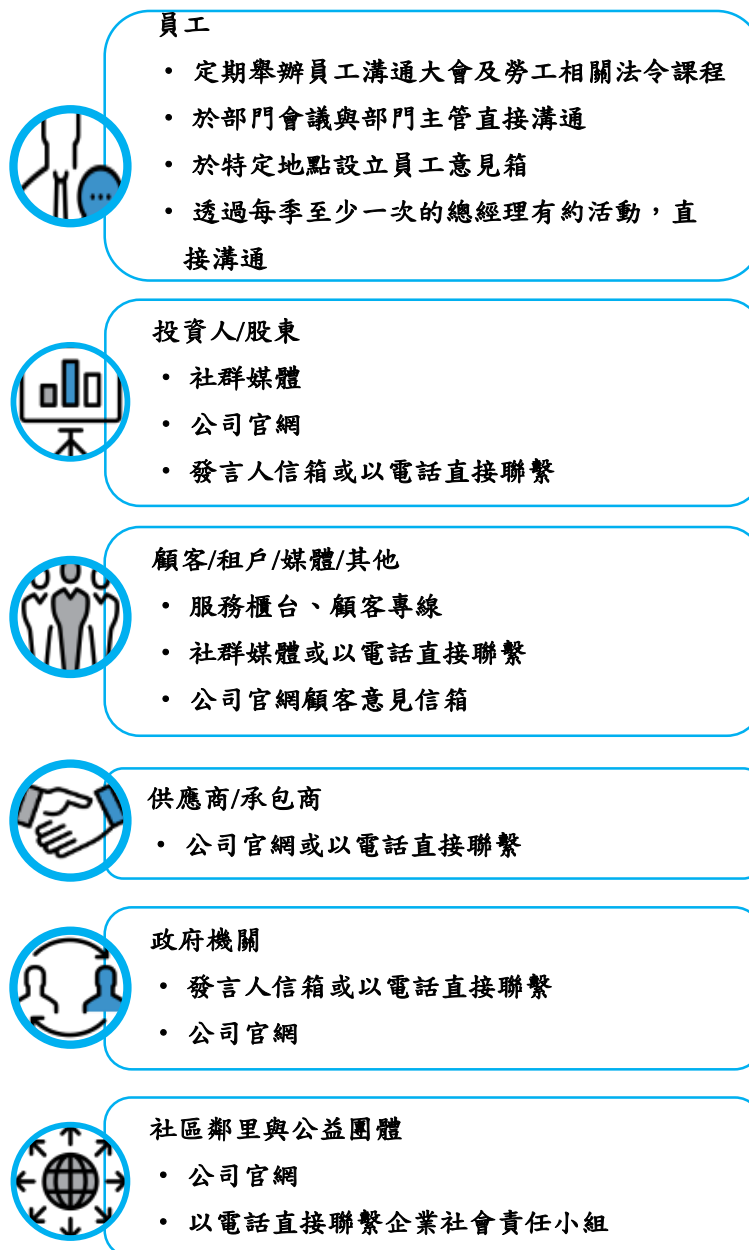 員工
• 定期舉辦員工溝通大會及勞工相關法令課程
• 於部門會議與部門主管直接溝通
• 於特定地點設立員工意見箱
• 透過每季至少一次的總經理有約活動，直
接溝通
投資人/股東
• 社群媒體
• 公司官網
• 發言人信箱或以電話直接聯繫
顧客/租戶/媒體/其他
• 服務櫃台、顧客專線
• 社群媒體或以電話直接聯繫
• 公司官網顧客意見信箱
供應商/承包商
• 公司官網或以電話直接聯繫
政府機關
• 發言人信箱或以電話直接聯繫
• 公司官網
社區鄰里與公益團體
• 公司官網
• 以電話直接聯繫企業社會責任小組